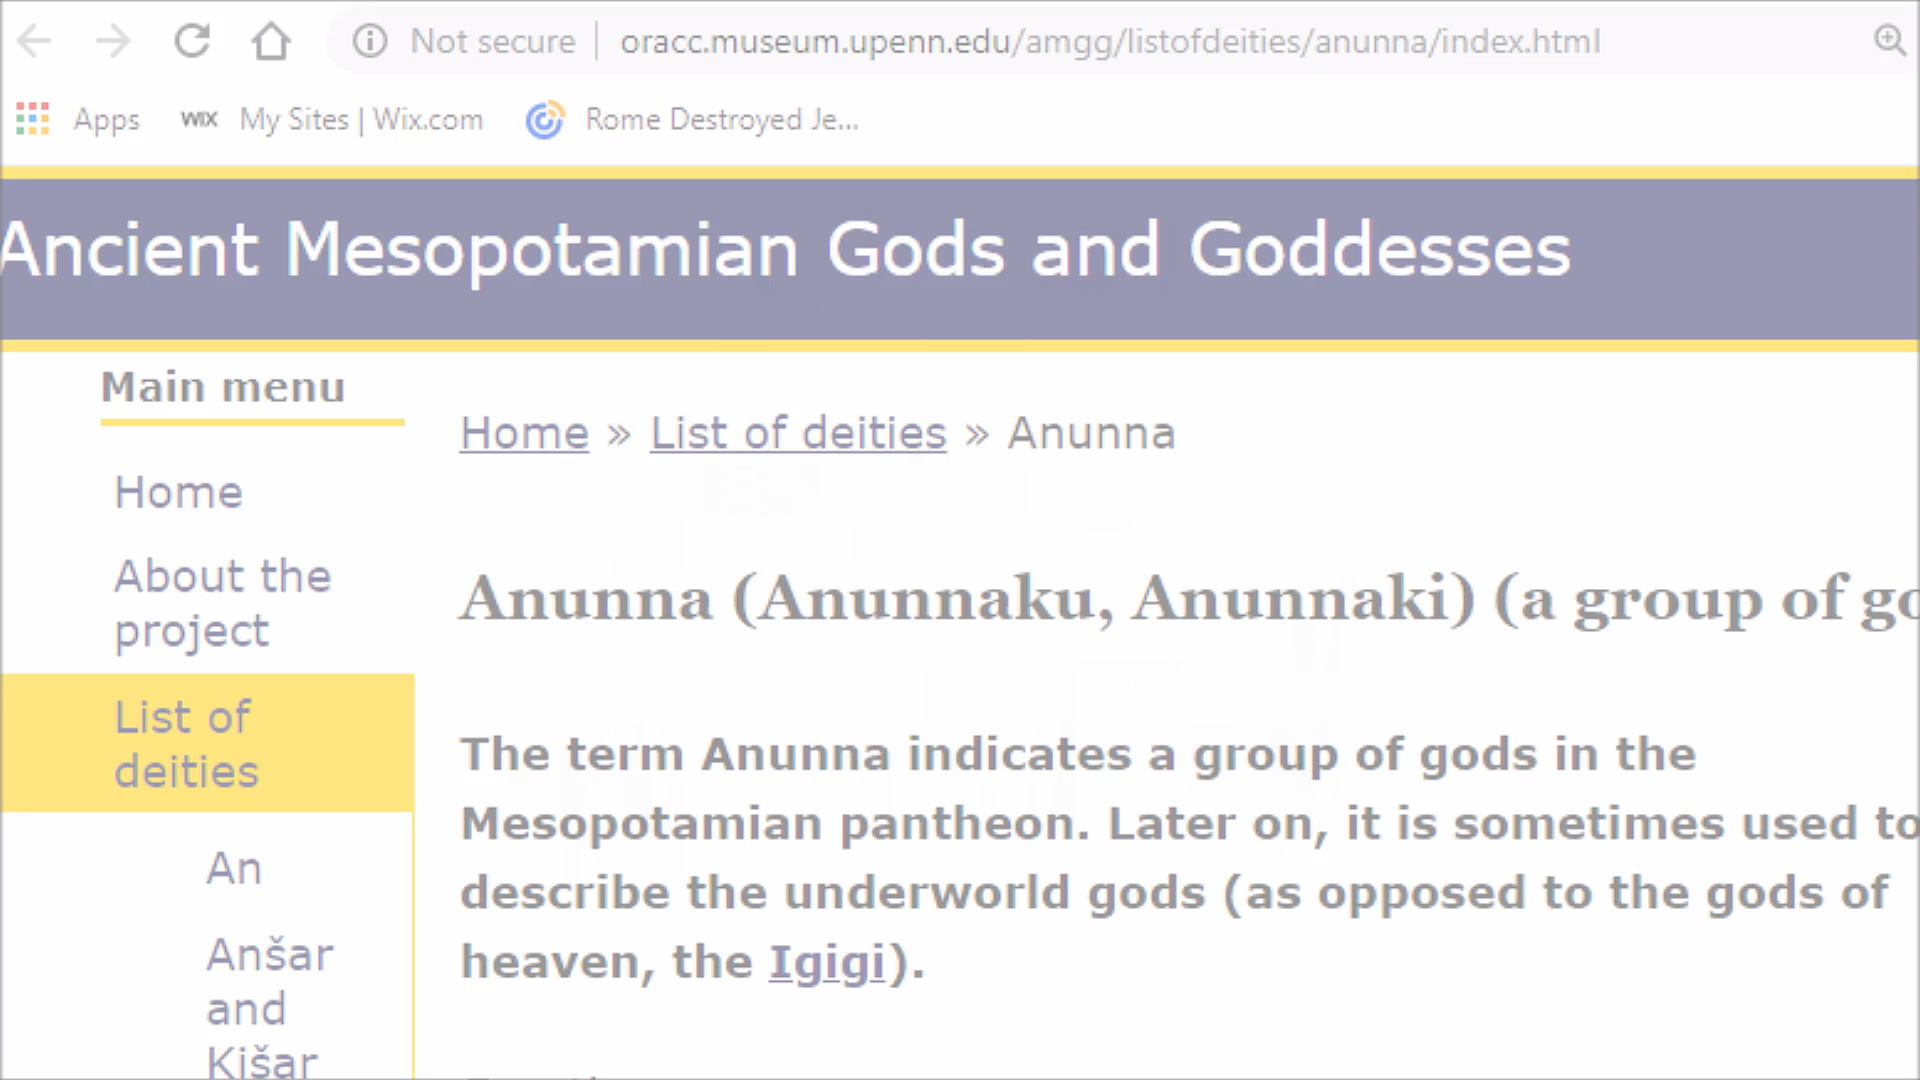 Not secure | oracc.museum.upenn.edu/amgg/listofdeities/anunna/index.html
Apps WIX My Sites | Wix.com Rome Destroyed Je...
Ancient Mesopotamian Gods and Goddesses
Main menu
Home » List of deities » Anunna
Home
About the
project
List of
deities
An
Anšar
and
Kišar
Anunna (Anunnaku, Anunnaki) (a group of
The term Anunna indicates a group of gods in the
Mesopotamian pantheon. Later on, it is sometimes used to
describe the underworld gods (as opposed to the gods of
heaven, the Igigi).